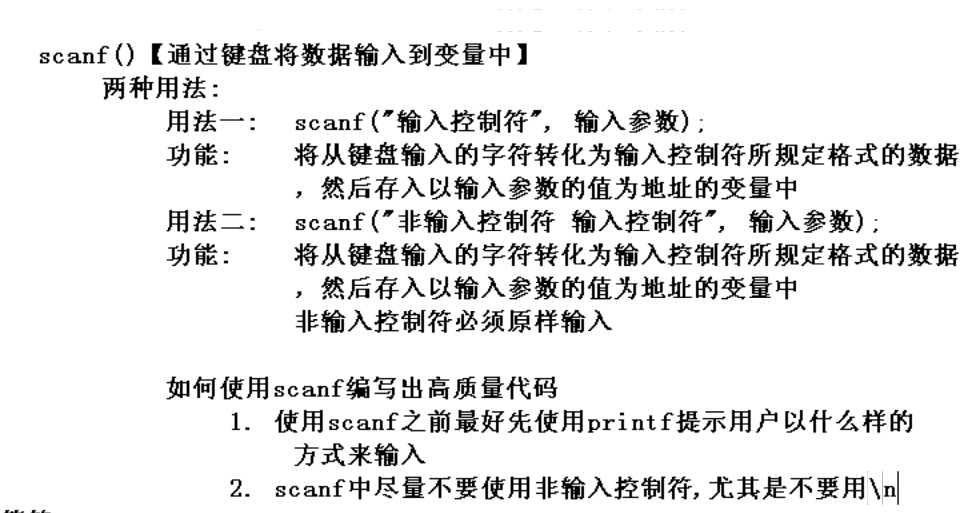 scanf()【通过键盘将数据输入到变量中】
两种用法:
用法一: scanf("输入控制符", 输入参数);
功能: 将从键盘输入的字符转化为输入控制符所规定格式的数据
，然后存入以输入参数的值为地址的变量中
用法二: scanf("非输入控制符 输入控制符", 输入参数);
功能: 将从键盘输入的字符转化为输入控制符所规定格式的数据
，然后存入以输入参数的值为地址的变量中
非输入控制符必须原样输入
如何使用scanf编写出高质量代码
1. 使用scanf之前最好先使用printf提示用户以什么样的
方式来输入
2. scanf中尽量不要使用非输入控制符,尤其是不要用\n